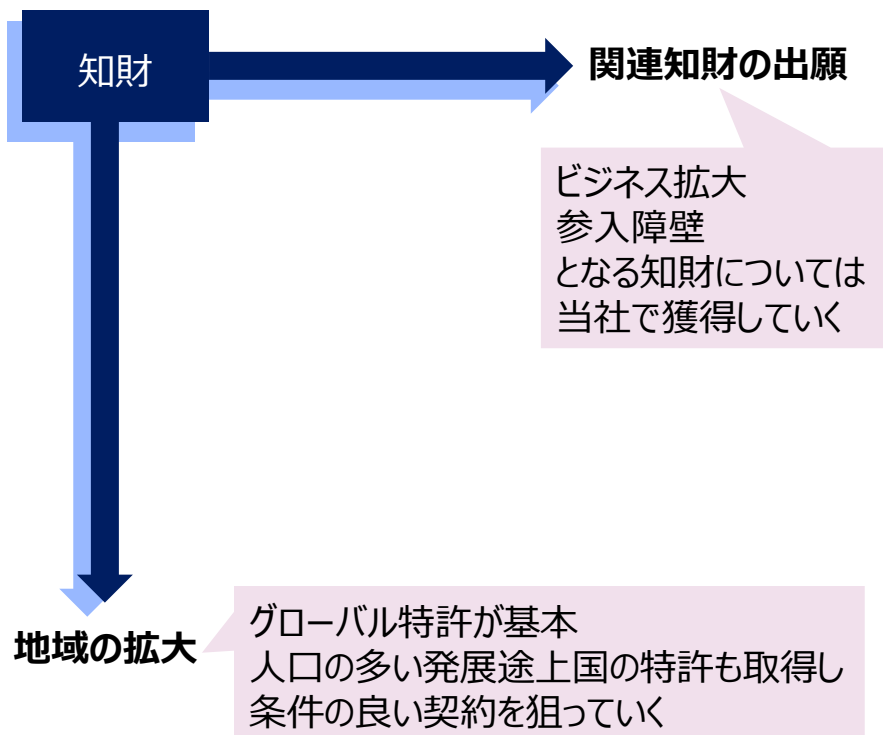 知財
関連知財の出願
ビジネス拡大
参入障壁
となる知財については
当社で獲得していく
地域の拡大
グローバル特許が基本
人口の多い発展途上国の特許も取得し
条件の良い契約を狙っていく